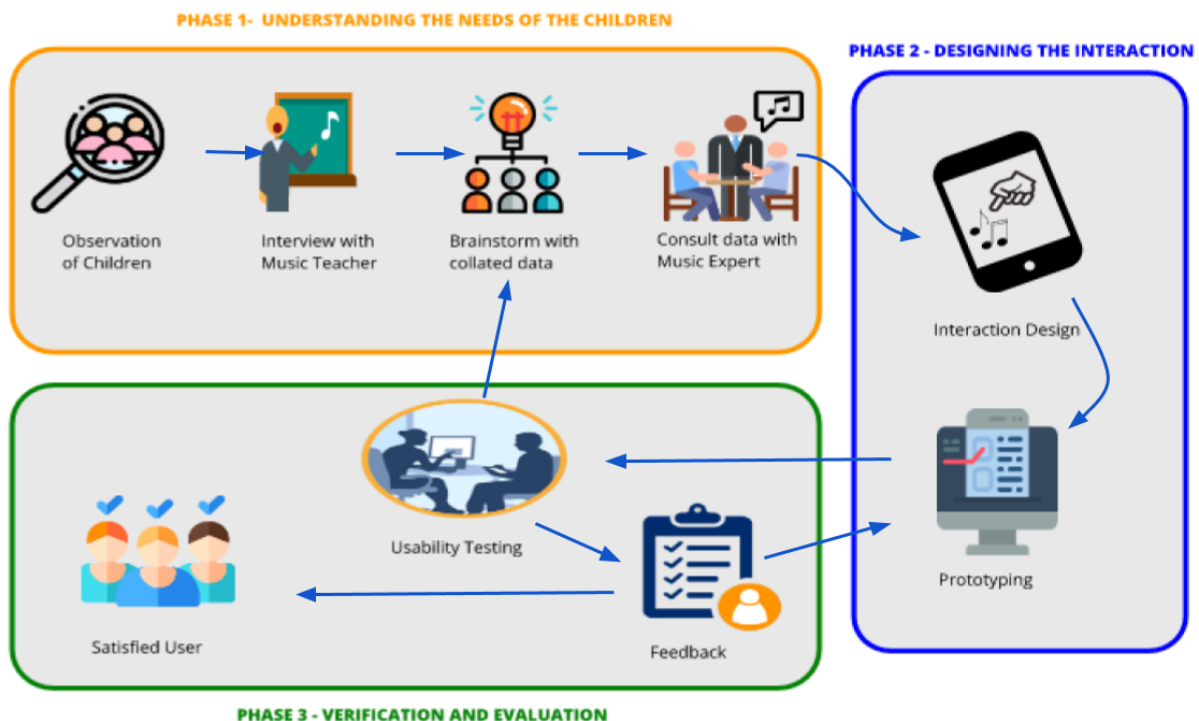 PHASE 1- UNDERSTANDING THE NEEDS OF THE CHILDREN
PHASE 2 - DESIGNING THE INTERACTION
Observation
of Children
Interview with
Music Teacher
Brainstorm with
collated data
Consult data with
Music Expert
Interaction Design
Prototyping
Usability Testing
Feedback
Satisfied User
PHASE 3 - VERIFICATION AND EVALUATION